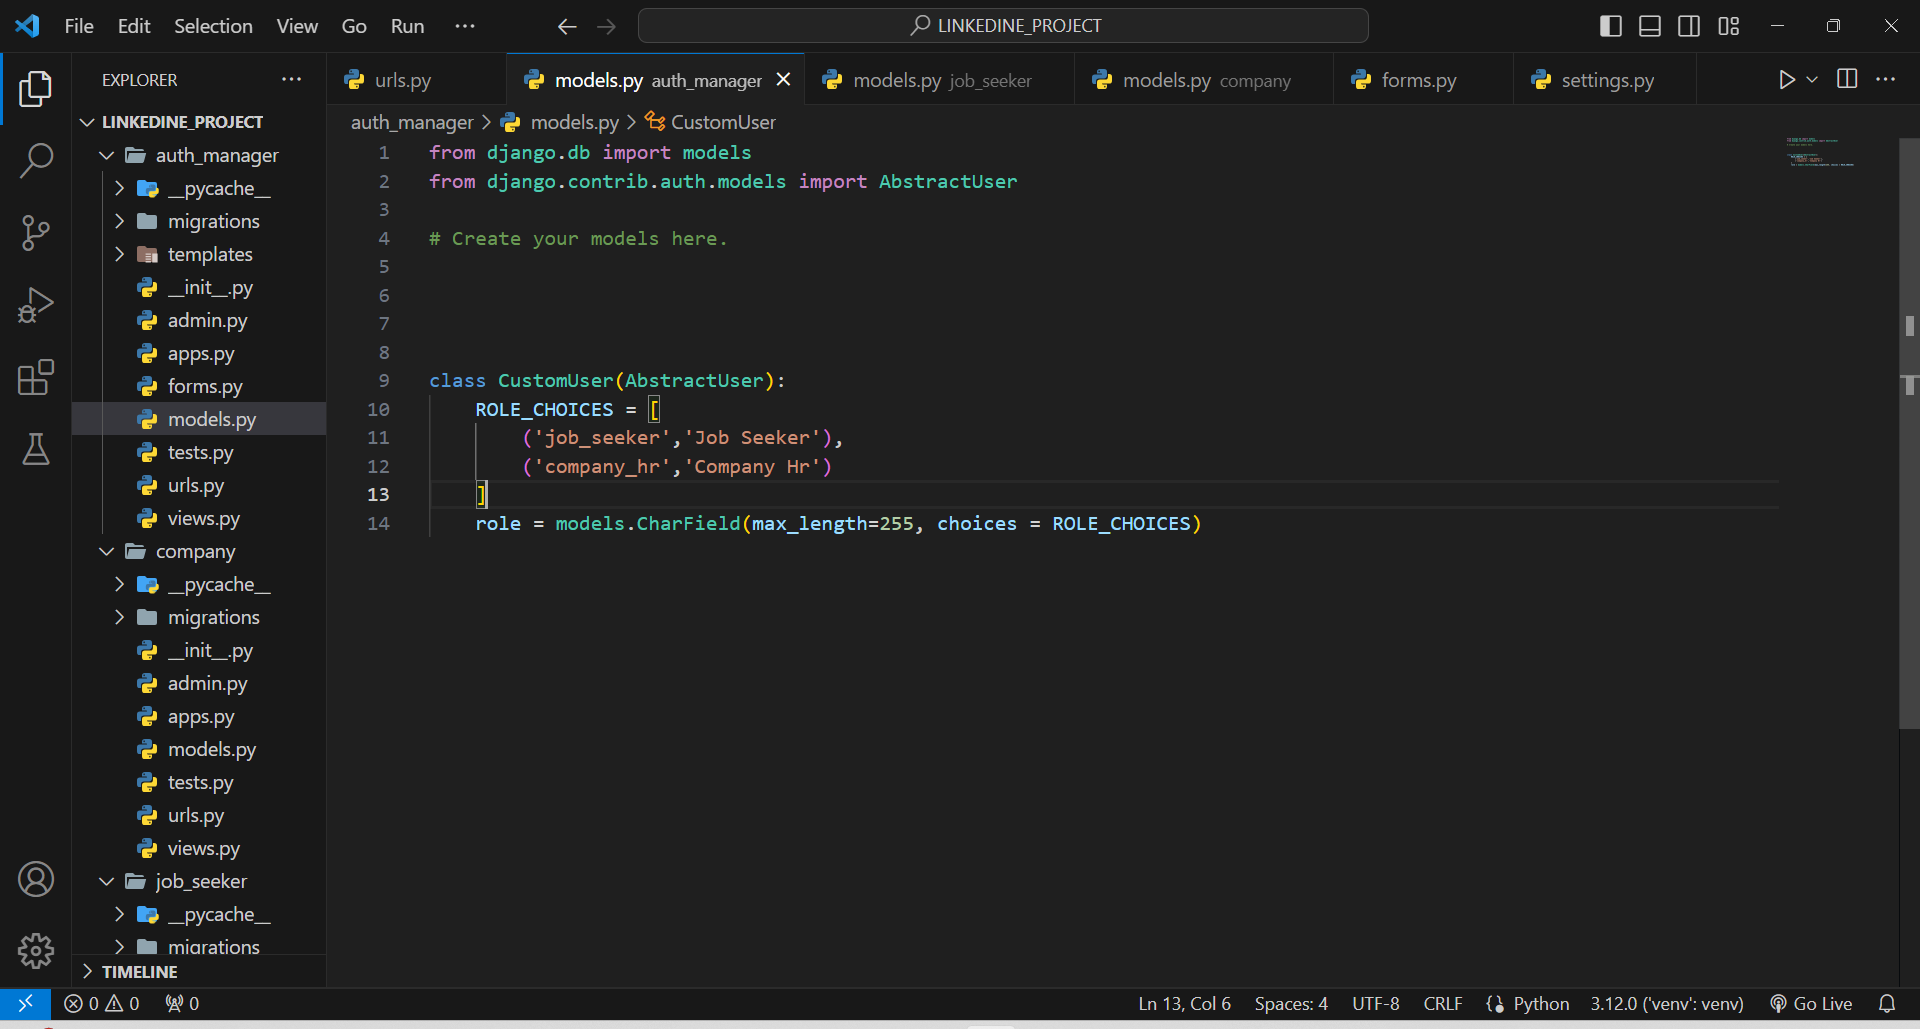 File Edit Selection View Go Run ··· LINKEDINE_PROJECT
EXPLORER ···
LINKEDINE_PROJECT
auth_manager
__pycache__
migrations
templates
__init__.py
admin.py
apps.py
forms.py
models.py
tests.py
urls.py
views.py
company
__pycache__
migrations
__init__.py
admin.py
apps.py
models.py
tests.py
urls.py
views.py
job_seeker
__pycache__
migrations
TIMELINE
urls.py models.py auth_manager models.py job_seeker models.py company forms.py settings.py
auth_manager > models.py > CustomUser
1 from django.db import models
2 from django.contrib.auth.models import AbstractUser
3
4 # Create your models here.
5
6
7
8
9 class CustomUser(AbstractUser):
10     ROLE_CHOICES = [
11         ('job_seeker','Job Seeker'),
12         ('company_hr','Company Hr')
13     ]
14     role = models.CharField(max_length=255, choices = ROLE_CHOICES)
0 0 0 Ln 13, Col 6 Spaces: 4 UTF-8 CRLF Python 3.12.0 ('venv': venv) Go Live